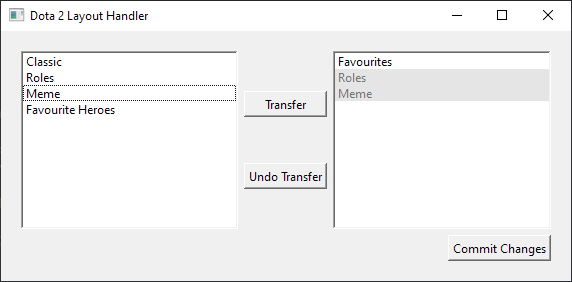 Dota 2 Layout Handler
Classic
Roles
Meme
Favourite Heroes
Transfer
Undo Transfer
Favourites
Roles
Meme
Commit Changes